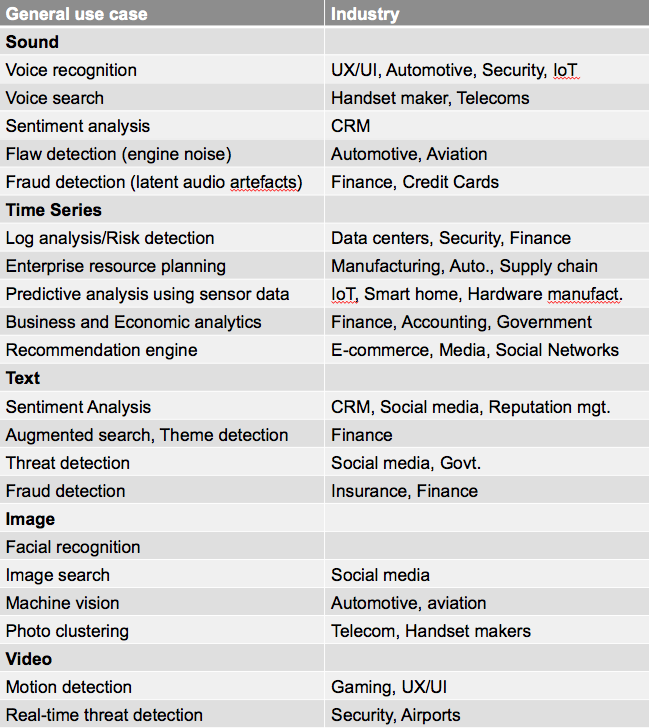 General use case Industry
Sound
Voice recognition UX/UI, Automotive, Security, IoT
Voice search Handset maker, Telecoms
Sentiment analysis CRM
Flaw detection (engine noise) Automotive, Aviation
Fraud detection (latent audio artefacts) Finance, Credit Cards
Time Series
Log analysis/Risk detection Data centers, Security, Finance
Enterprise resource planning Manufacturing, Auto., Supply chain
Predictive analysis using sensor data IoT, Smart home, Hardware manufact.
Business and Economic analytics Finance, Accounting, Government
Recommendation engine E-commerce, Media, Social Networks
Text
Sentiment Analysis CRM, Social media, Reputation mgt.
Augmented search, Theme detection Finance
Threat detection Social media, Govt.
Fraud detection Insurance, Finance
Image
Facial recognition
Image search Social media
Machine vision Automotive, aviation
Photo clustering Telecom, Handset makers
Video
Motion detection Gaming, UX/UI
Real-time threat detection Security, Airports